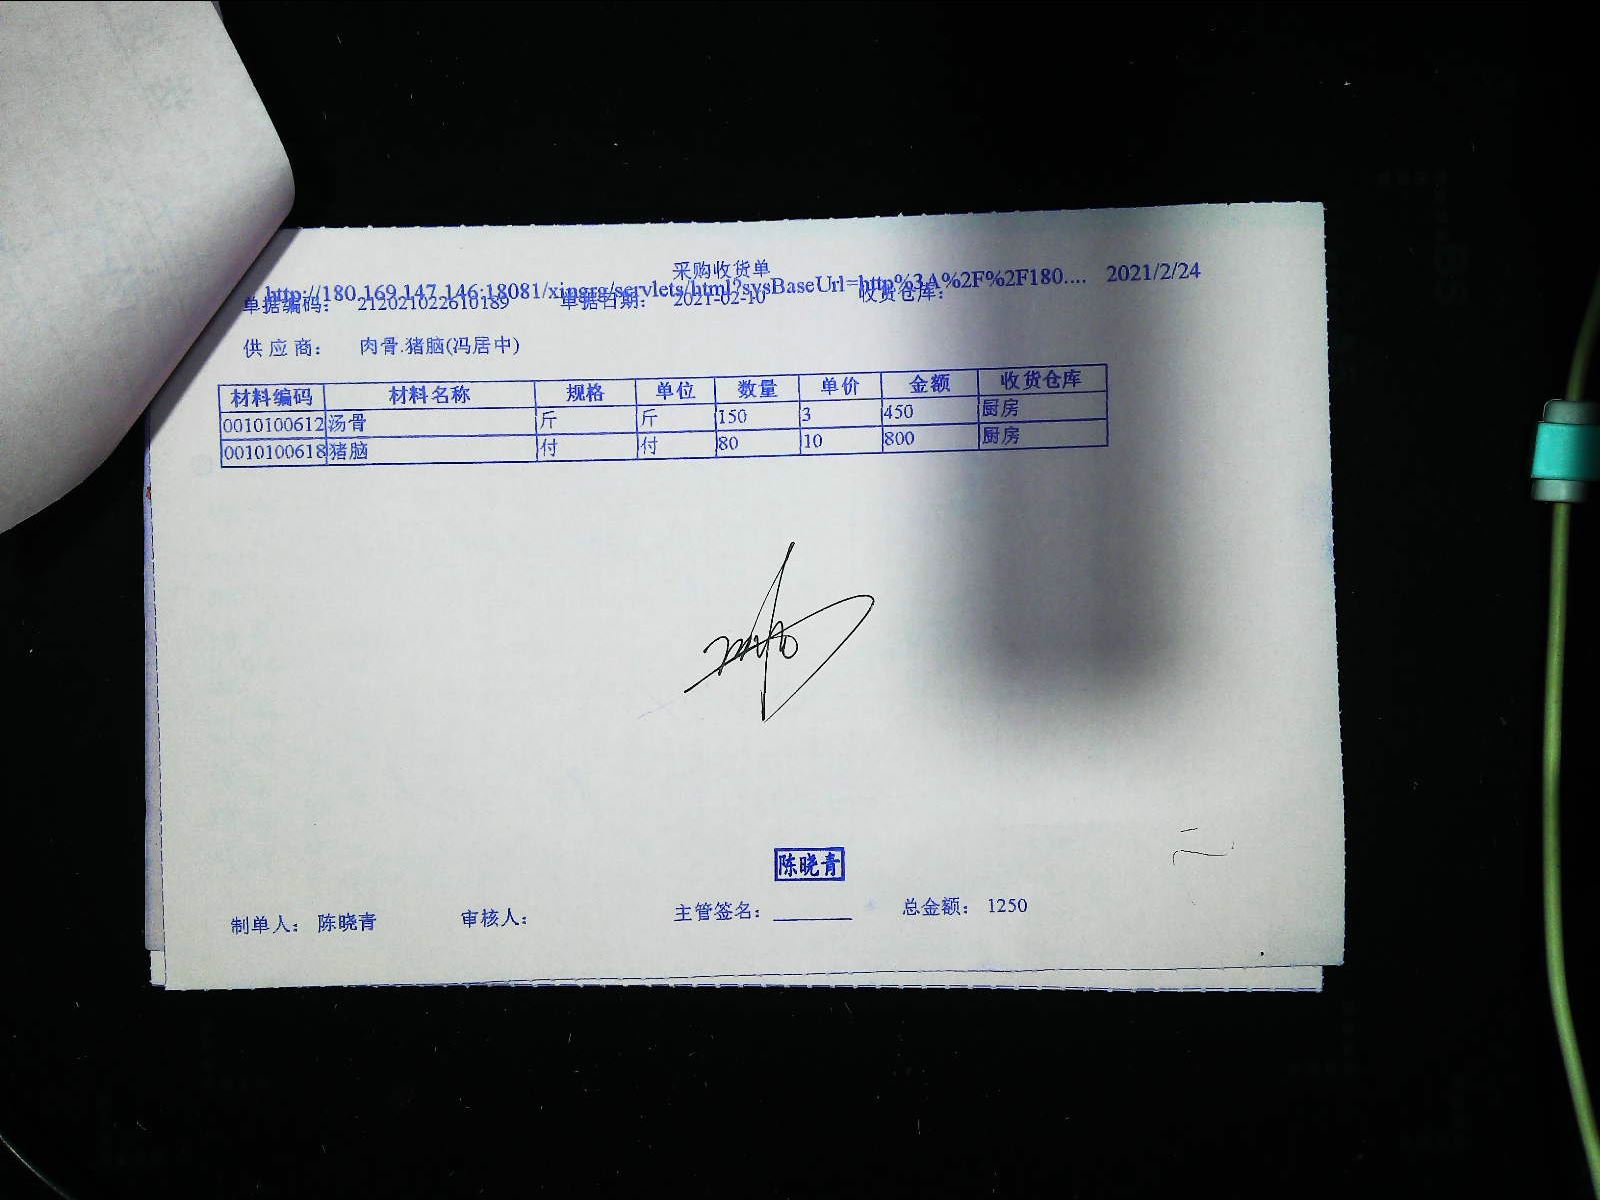 采购收货单
http://180.169.147.146:18081/xingrg/servlets/html?sysBaseUrl=http%3A%2F%2F180.... 2021/2/24
单据编码： 212021022610189 单据日期： 2021-02-10 收货仓库：
供应商： 肉骨.猪脑(冯居中)
材料编码 材料名称 规格 单位 数量 单价 金额 收货仓库
0010100612 汤骨 斤 斤 150 3 450 厨房
0010100618 猪脑 付 付 80 10 800 厨房
陈晓青
制单人： 陈晓青 审核人： 主管签名： 总金额： 1250